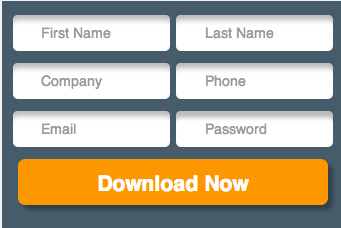 First Name Last Name
Company Phone
Email Password
Download Now